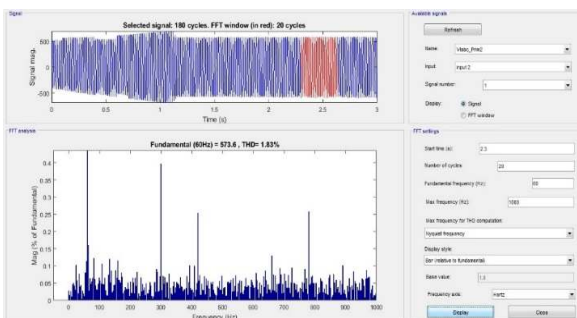 Signal
Selected signal: 180 cycles. FFT window (in red): 20 cycles
Signal mag.
500
0
-500
0 0.5 1 1.5 2 2.5 3
Time (s)
FFT analysis
Fundamental (60Hz) = 573.6 , THD= 1.83%
Mag (% of Fundamental)
0.4
0.35
0.3
0.25
0.2
0.15
0.1
0.05
0
0 100 200 300 400 500 600 700 800 900 1000
Frequency (Hz)
Available signals
Refresh
Name:
Input:
input 2
Signal number:
1
Display:
Signal
FFT window
FFT settings
Start time (s):
2.3
Number of cycles:
20
Fundamental frequency (Hz):
60
Max frequency (Hz):
1000
Max frequency for THD computation:
Nyquist frequency
Display style:
Bar (relative to fundamental)
Base value:
1.0
Frequency axis:
Hertz
Display
Close